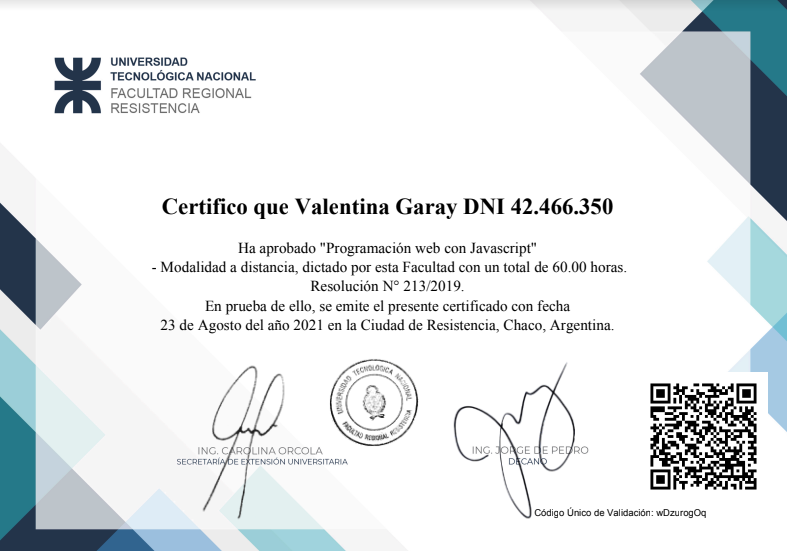 UNIVERSIDAD
TECNOLÓGICA NACIONAL
FACULTAD REGIONAL
RESISTENCIA
Certifico que Valentina Garay DNI 42.466.350
Ha aprobado "Programación web con Javascript"
- Modalidad a distancia, dictado por esta Facultad con un total de 60.00 horas.
Resolución N° 213/2019.
En prueba de ello, se emite el presente certificado con fecha
23 de Agosto del año 2021 en la Ciudad de Resistencia, Chaco, Argentina.
UNIVERSIDAD TECNOLOGICA NACIONAL
FACULTAD REGIONAL RESISTENCIA
ING. CAROLINA ORCOLA
SECRETARÍA DE EXTENSIÓN UNIVERSITARIA
ING. JORGE DE PEDRO
DECANO
Código Único de Validación: wDzurogOq